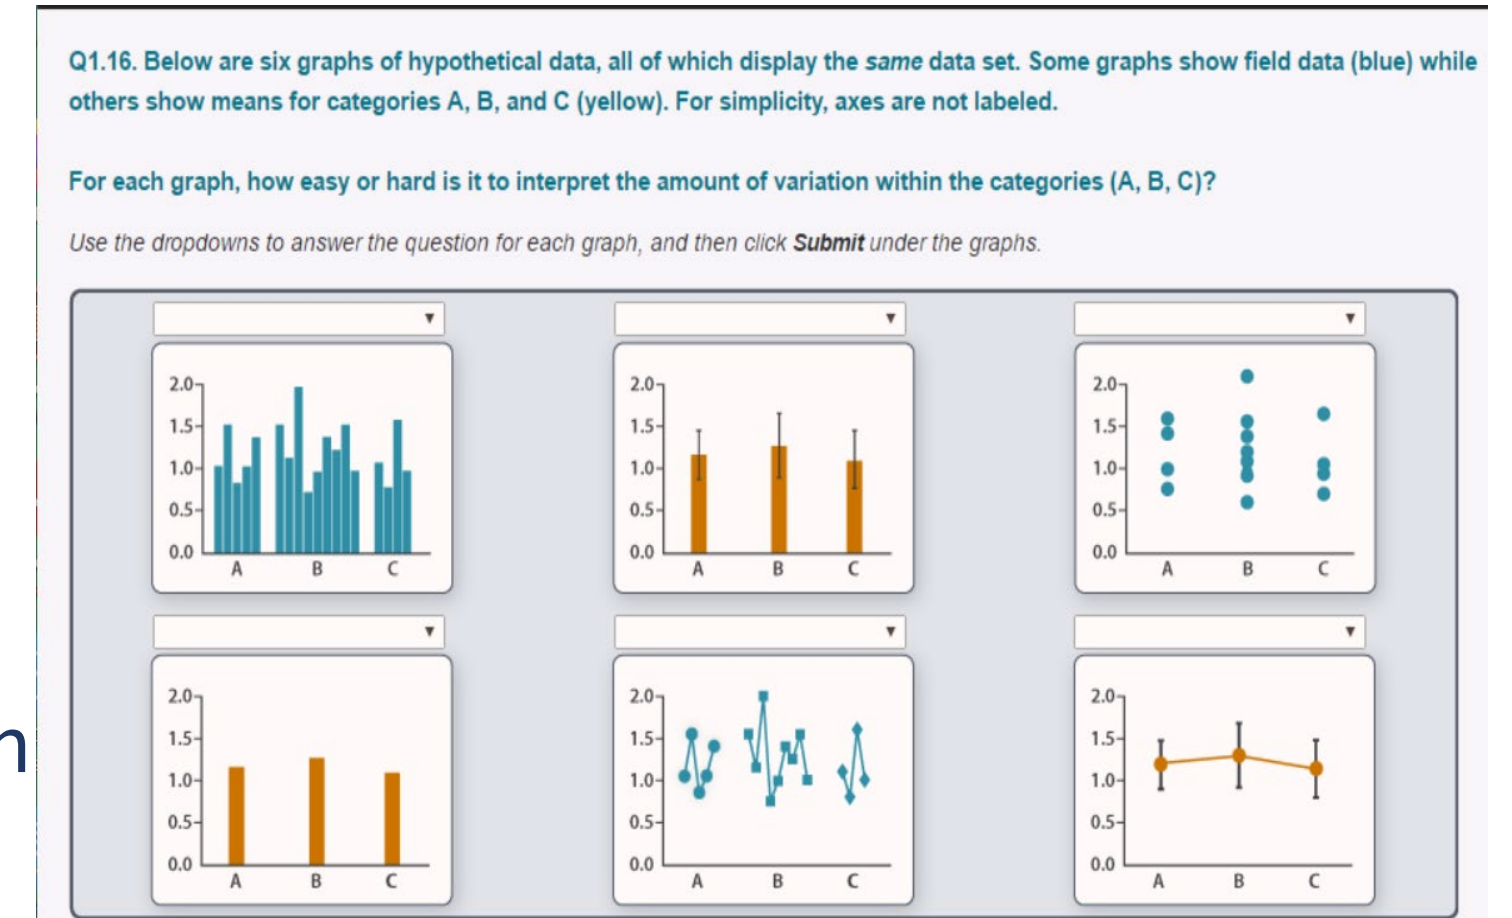 Q1.16. Below are six graphs of hypothetical data, all of which display the same data set. Some graphs show field data (blue) while
others show means for categories A, B, and C (yellow). For simplicity, axes are not labeled.
For each graph, how easy or hard is it to interpret the amount of variation within the categories (A, B, C)?
Use the dropdowns to answer the question for each graph, and then click Submit under the graphs.
2.0
1.5
1.0
0.5
0.0
A B C
2.0
1.5
1.0
0.5
0.0
A B C
2.0
1.5
1.0
0.5
0.0
A B C
n
2.0
1.5
1.0
0.5
0.0
A B C
2.0
1.5
1.0
0.5
0.0
A B C
2.0
1.5
1.0
0.5
0.0
A B C